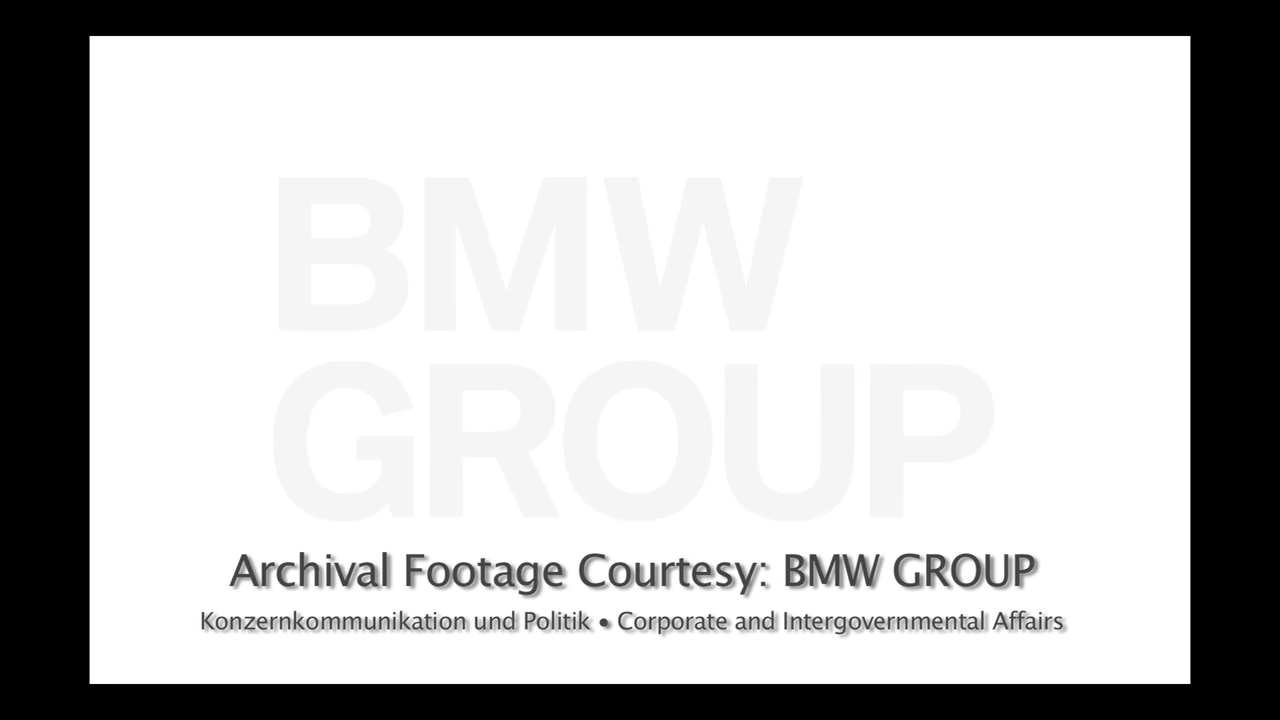 BMW
GROUP
Archival Footage Courtesy: BMW GROUP
Konzernkommunikation und Politik • Corporate and Intergovernmental Affairs